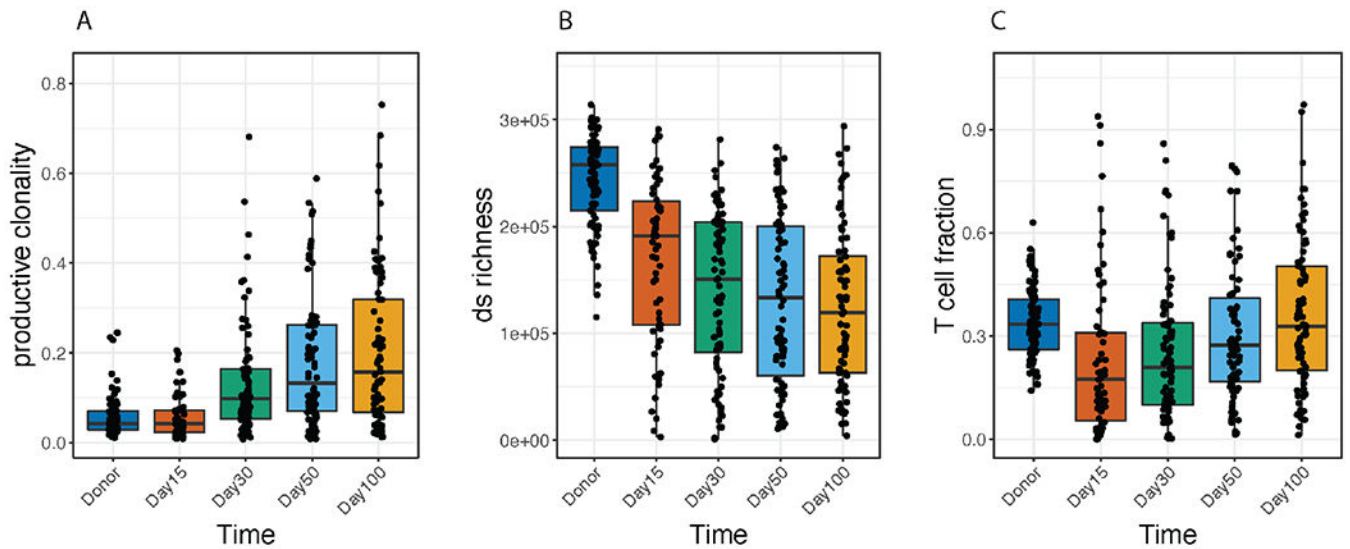 A
productive clonality
0.8
0.6
0.4
0.2
0.0
Donor
Day15
Day30
Day50
Day100
Time
B
ds richness
3e+05
2e+05
1e+05
0e+00
Donor
Day15
Day30
Day50
Day100
Time
C
T cell fraction
0.9
0.6
0.3
0.0
Donor
Day15
Day30
Day50
Day100
Time